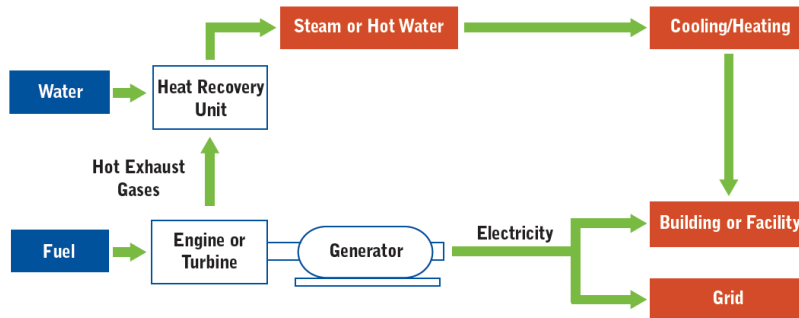 Steam or Hot Water
Cooling/Heating
Water
Heat Recovery
Unit
Hot Exhaust
Gases
Fuel
Engine or
Turbine
Generator
Electricity
Building or Facility
Grid